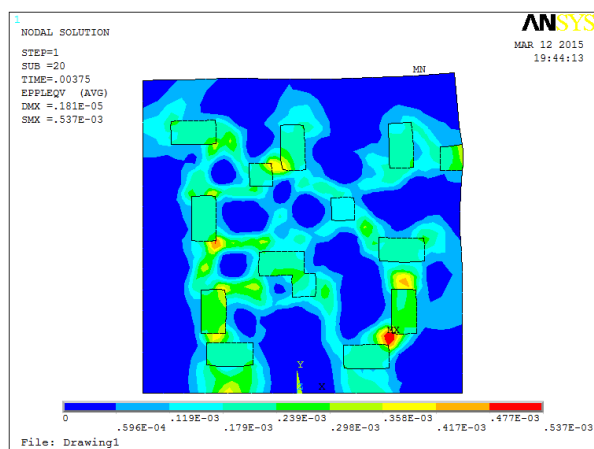 1
ANSYS
NODAL SOLUTION
MAR 12 2015
19:44:13
STEP=1
SUB =20
TIME=.00375
EPPLEQV (AVG)
DMX =.181E-05
SMX =.537E-03
MN
MX
Y
X
0 .119E-03 .239E-03 .358E-03 .477E-03
.596E-04 .179E-03 .298E-03 .417E-03 .537E-03
File: Drawing1